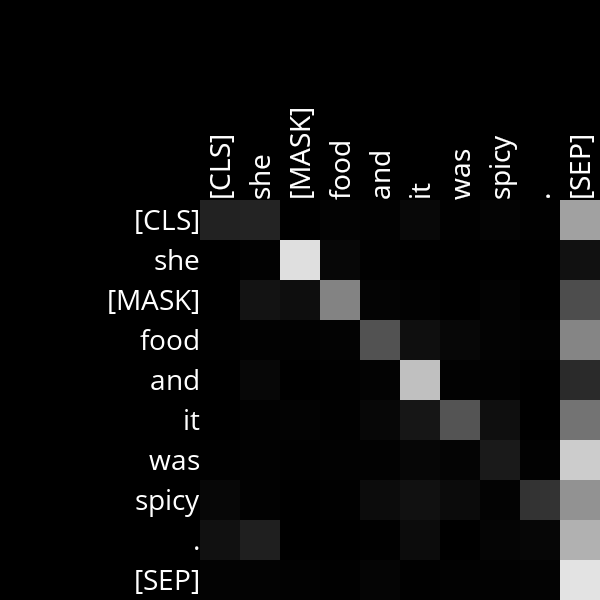 [CLS] she [MASK] food and it was spicy . [SEP]
[CLS]
she
[MASK]
food
and
it
was
spicy
.
[SEP]